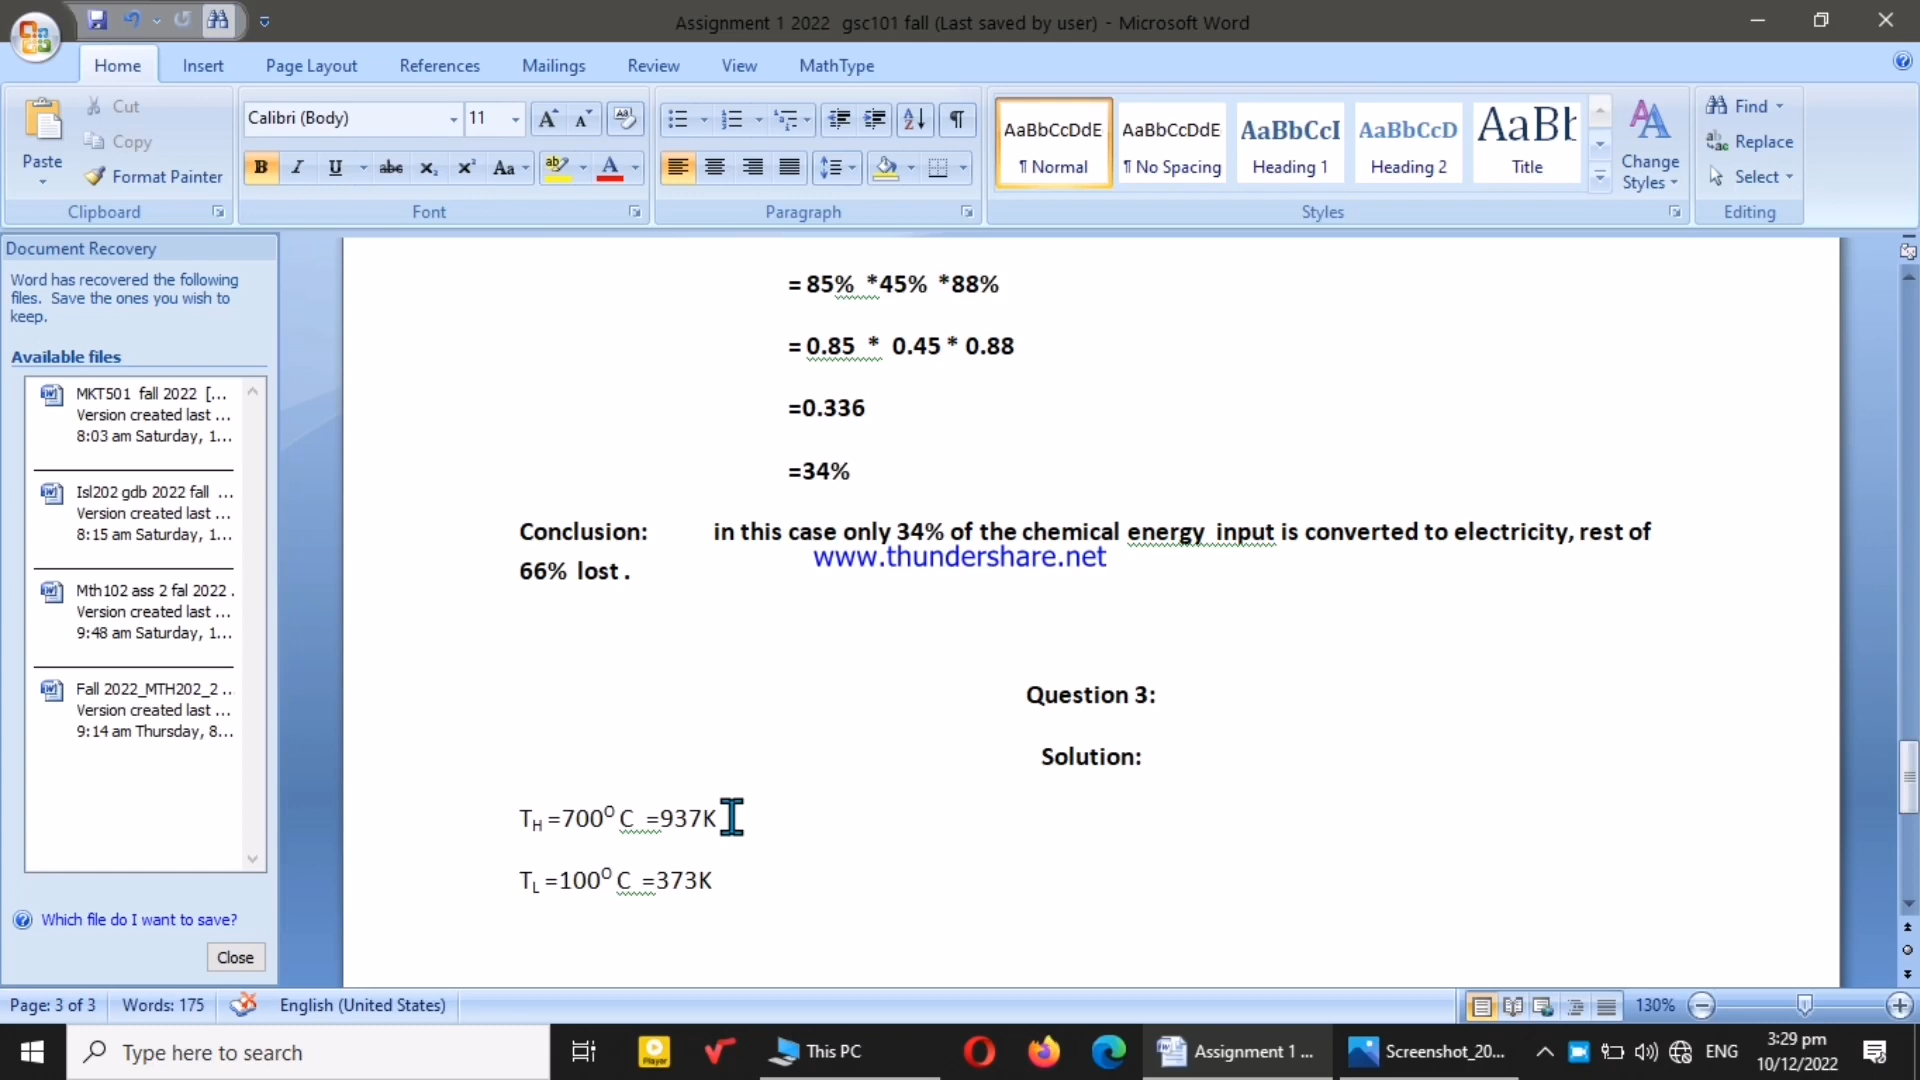 Assignment 1 2022 gsc101 fall (Last saved by user) - Microsoft Word
Home Insert Page Layout References Mailings Review View MathType
Paste Cut Copy Format Painter
Clipboard
Calibri (Body) 11
Font
Paragraph
AaBbCcDdE AaBbCcDdE AaBbCcI AaBbCcD AaBl
¶ Normal ¶ No Spacing Heading 1 Heading 2 Title
Change Styles
Styles
Find
Replace
Select
Editing
Document Recovery
Word has recovered the following
files. Save the ones you wish to
keep.
Available files
MKT501 fall 2022 [...
Version created last ...
8:03 am Saturday, 1...
Isl202 gdb 2022 fall ...
Version created last ...
8:15 am Saturday, 1...
Mth102 ass 2 fal 2022 .
Version created last ...
9:48 am Saturday, 1...
Fall 2022_MTH202_2 ...
Version created last ...
9:14 am Thursday, 8...
Which file do I want to save?
Close
= 85% *45% *88%
= 0.85 * 0.45 * 0.88
=0.336
=34%
Conclusion: in this case only 34% of the chemical energy input is converted to electricity, rest of
www.thundershare.net
66% lost .
Question 3:
Solution:
T_H =700^O C =937K
T_L =100^O C =373K
Page: 3 of 3 Words: 175 English (United States) 130%
Type here to search This PC Assignment 1 ... Screenshot_20... ENG
3:29 pm
10/12/2022